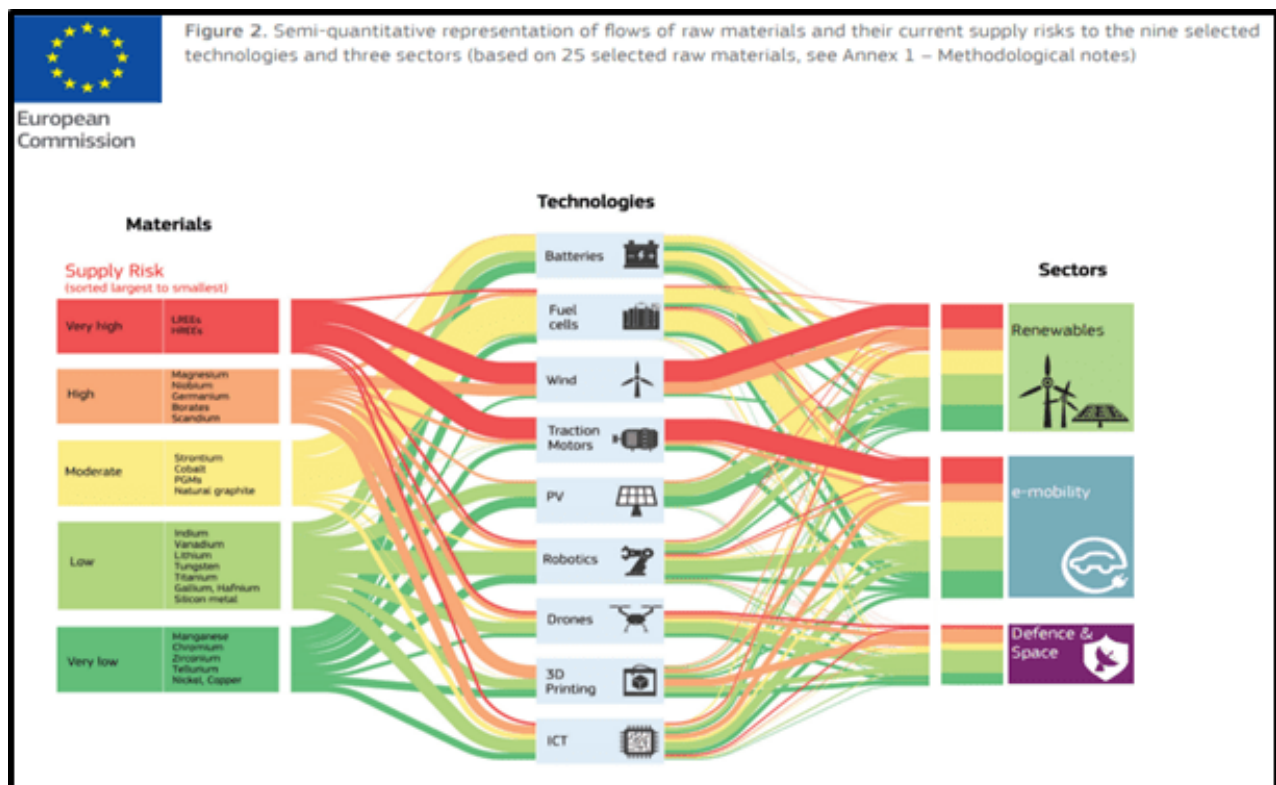 Figure 2. Semi-quantitative representation of flows of raw materials and their current supply risks to the nine selected
technologies and three sectors (based on 25 selected raw materials, see Annex 1 – Methodological notes)
European
Commission
Materials
Technologies
Sectors
Supply Risk
(sorted largest to smallest)
Very high
LREEs
HREEs
High
Magnesium
Niobium
Germanium
Borates
Scandium
Moderate
Strontium
Cobalt
PGMs
Natural graphite
Low
Indium
Vanadium
Lithium
Tungsten
Titanium
Gallium, Hafnium
Silicon metal
Very low
Manganese
Chromium
Zirconium
Tellurium
Nickel, Copper
Batteries
Fuel
cells
Wind
Traction
Motors
PV
Robotics
Drones
3D
Printing
ICT
Renewables
e-mobility
Defence &
Space